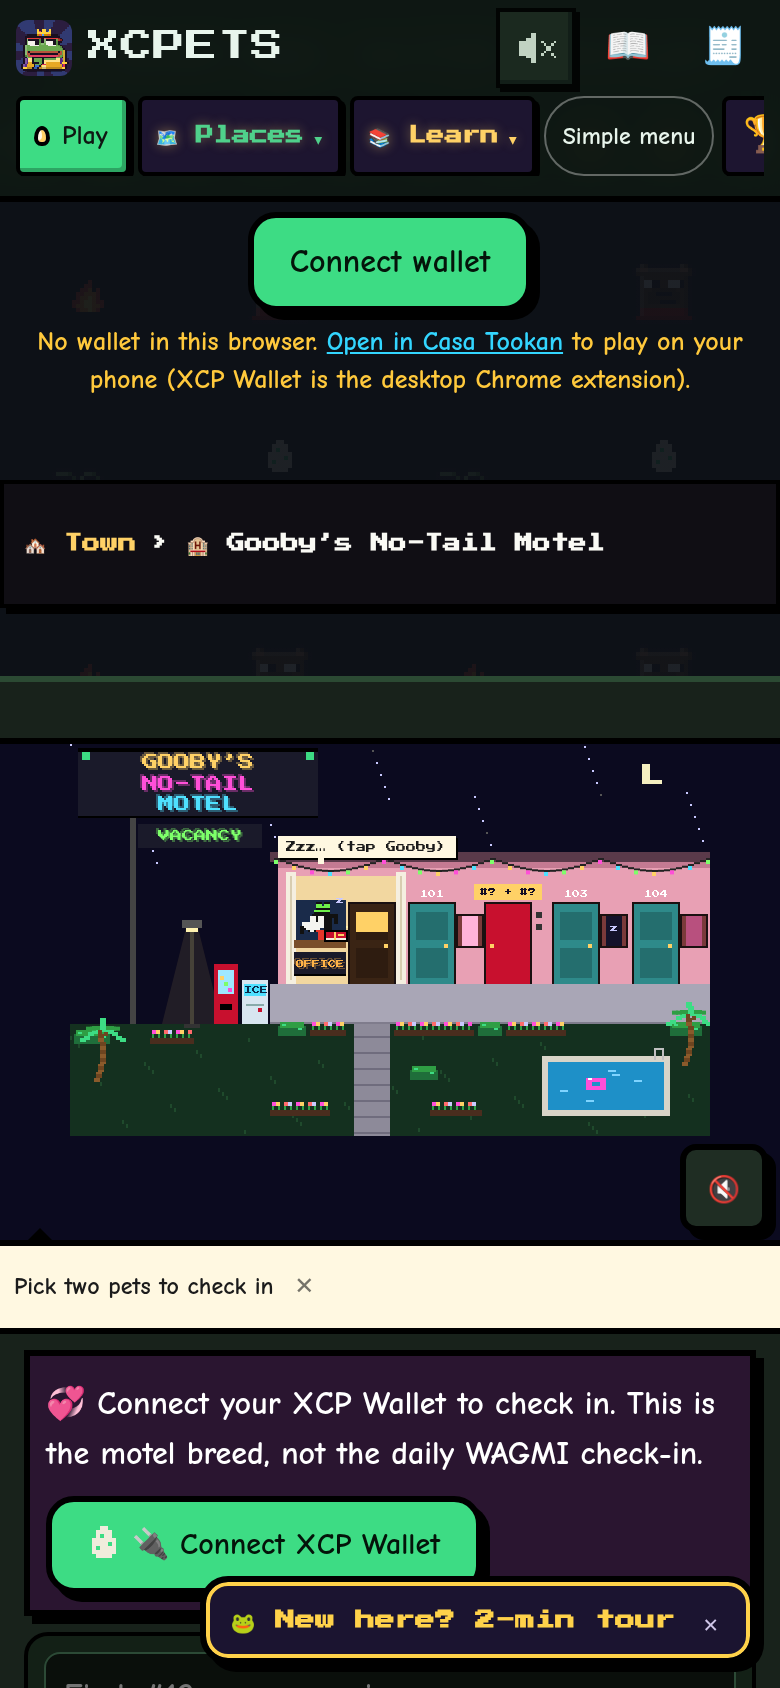 XCPETS
Play
Places ▾
Learn ▾
Simple menu
Connect wallet
No wallet in this browser. Open in Casa Tookan to play on your
phone (XCP Wallet is the desktop Chrome extension).
Town › Gooby's No-Tail Motel
GOOBY'S
NO-TAIL
MOTEL
VACANCY
L
Zzz… (tap Gooby)
101
#? + #?
103
104
z
z
OFFICE
ICE
Pick two pets to check in ×
Connect your XCP Wallet to check in. This is
the motel breed, not the daily WAGMI check-in.
Connect XCP Wallet
New here? 2-min tour ×